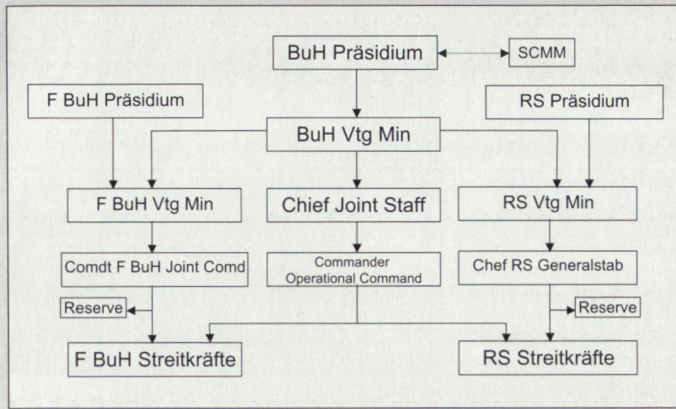 BuH Präsidium
SCMM
F BuH Präsidium
RS Präsidium
BuH Vtg Min
F BuH Vtg Min
Chief Joint Staff
RS Vtg Min
Comdt F BuH Joint Comd
Commander
Operational Command
Chef RS Generalstab
Reserve
Reserve
F BuH Streitkräfte
RS Streitkräfte